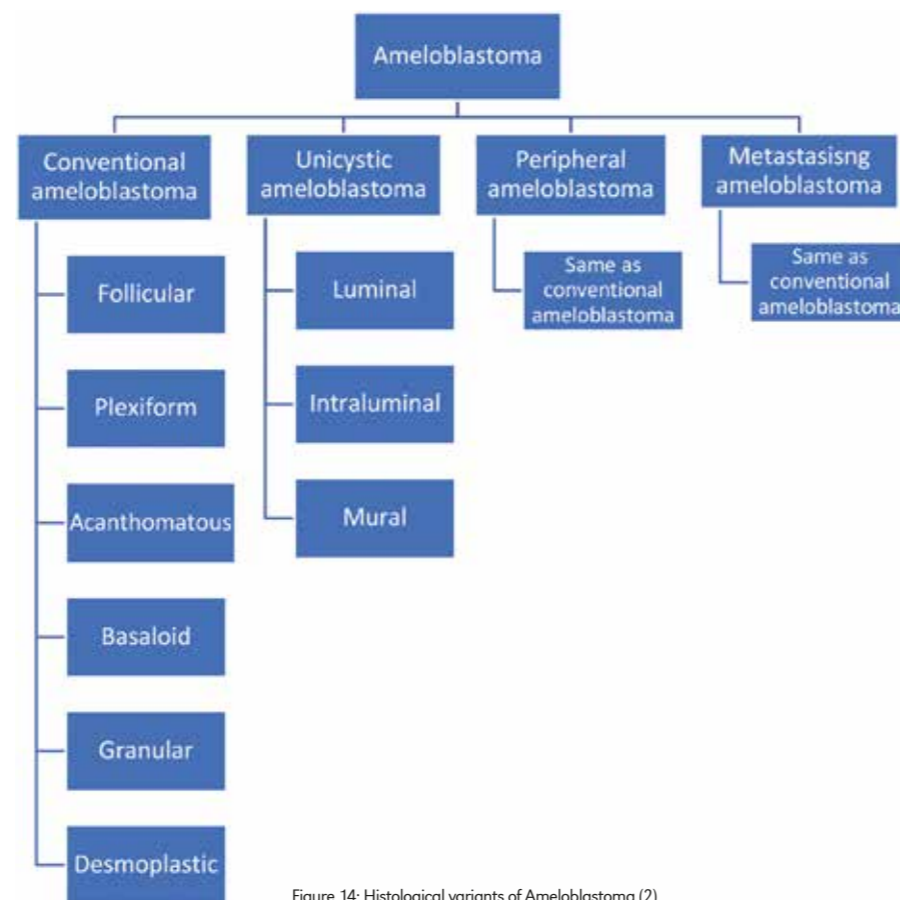 Ameloblastoma
Conventional
ameloblastoma
Follicular
Plexiform
Acanthomatous
Basaloid
Granular
Desmoplastic
Unicystic
ameloblastoma
Luminal
Intraluminal
Mural
Peripheral
ameloblastoma
Same as
conventional
ameloblastoma
Metastasisng
ameloblastoma
Same as
conventional
ameloblastoma
Figure 14: Histological variants of Ameloblastoma (2)